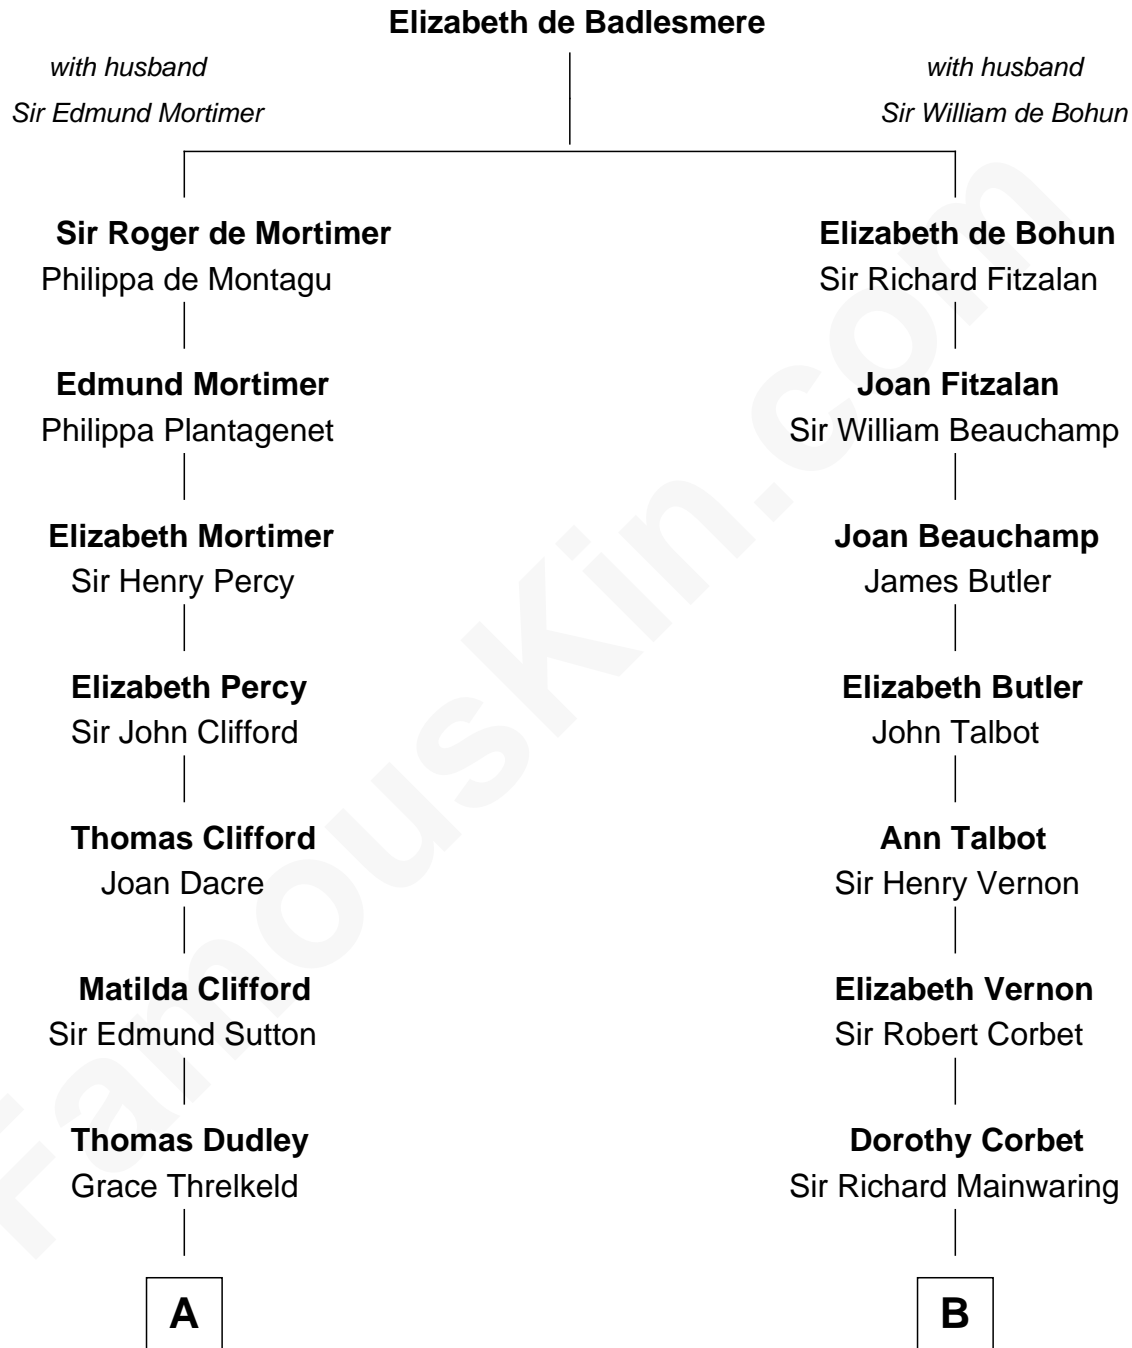 Elizabeth de Badlesmere
with husband
Sir Edmund Mortimer
with husband
Sir William de Bohun
Sir Roger de Mortimer
Philippa de Montagu
Elizabeth de Bohun
Sir Richard Fitzalan
Edmund Mortimer
Philippa Plantagenet
Joan Fitzalan
Sir William Beauchamp
Elizabeth Mortimer
Sir Henry Percy
Joan Beauchamp
James Butler
Elizabeth Percy
Sir John Clifford
Elizabeth Butler
John Talbot
Thomas Clifford
Joan Dacre
Ann Talbot
Sir Henry Vernon
Matilda Clifford
Sir Edmund Sutton
Elizabeth Vernon
Sir Robert Corbet
Thomas Dudley
Grace Threlkeld
Dorothy Corbet
Sir Richard Mainwaring
A
B
FamousKin.com